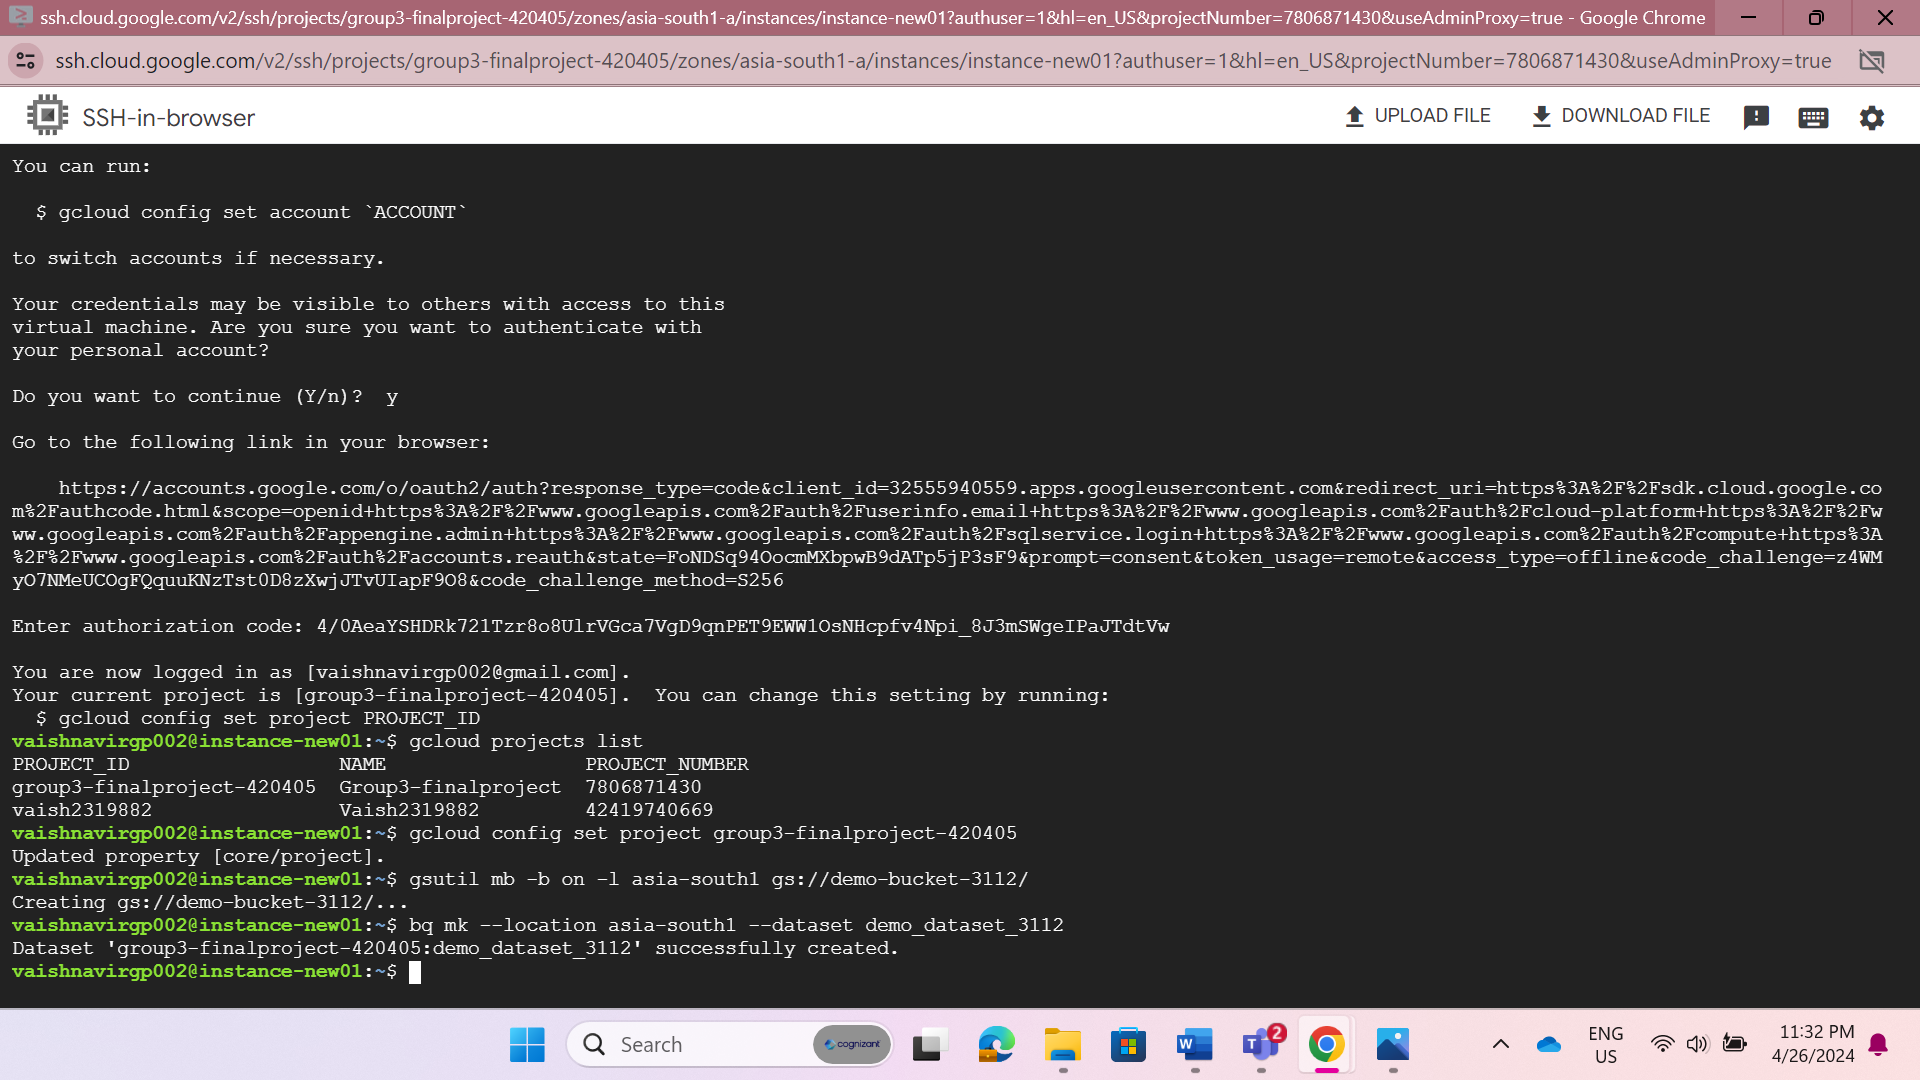 ssh.cloud.google.com/v2/ssh/projects/group3-finalproject-420405/zones/asia-south1-a/instances/instance-new01?authuser=1&hl=en_US&projectNumber=7806871430&useAdminProxy=true - Google Chrome
ssh.cloud.google.com/v2/ssh/projects/group3-finalproject-420405/zones/asia-south1-a/instances/instance-new01?authuser=1&hl=en_US&projectNumber=7806871430&useAdminProxy=true
SSH-in-browser
UPLOAD FILE
DOWNLOAD FILE
You can run:
$ gcloud config set account `ACCOUNT`
to switch accounts if necessary.
Your credentials may be visible to others with access to this
virtual machine. Are you sure you want to authenticate with
your personal account?
Do you want to continue (Y/n)?  y
Go to the following link in your browser:
https://accounts.google.com/o/oauth2/auth?response_type=code&client_id=32555940559.apps.googleusercontent.com&redirect_uri=https%3A%2F%2Fsdk.cloud.google.co
m%2Fauthcode.html&scope=openid+https%3A%2F%2Fwww.googleapis.com%2Fauth%2Fuserinfo.email+https%3A%2F%2Fwww.googleapis.com%2Fauth%2Fcloud-platform+https%3A%2F%2Fw
ww.googleapis.com%2Fauth%2Fappengine.admin+https%3A%2F%2Fwww.googleapis.com%2Fauth%2Fsqlservice.login+https%3A%2F%2Fwww.googleapis.com%2Fauth%2Fcompute+https%3A
%2F%2Fwww.googleapis.com%2Fauth%2Faccounts.reauth&state=FoNDSq94OocmMXbpwB9dATp5jP3sF9&prompt=consent&token_usage=remote&access_type=offline&code_challenge=z4WM
yO7NMeUCOgFQquuKNzTst0D8zXwjJTvUIapF9O8&code_challenge_method=S256
Enter authorization code: 4/0AeaYSHDRk721Tzr8o8UlrVGca7VgD9qnPET9EWW1OsNHcpfv4Npi_8J3mSWgeIPaJTdtVw
You are now logged in as [vaishnavirgp002@gmail.com].
Your current project is [group3-finalproject-420405].  You can change this setting by running:
$ gcloud config set project PROJECT_ID
vaishnavirgp002@instance-new01:~$ gcloud projects list
PROJECT_ID NAME PROJECT_NUMBER
group3-finalproject-420405 Group3-finalproject 7806871430
vaish2319882 Vaish2319882 42419740669
vaishnavirgp002@instance-new01:~$ gcloud config set project group3-finalproject-420405
Updated property [core/project].
vaishnavirgp002@instance-new01:~$ gsutil mb -b on -l asia-south1 gs://demo-bucket-3112/
Creating gs://demo-bucket-3112/...
vaishnavirgp002@instance-new01:~$ bq mk --location asia-south1 --dataset demo_dataset_3112
Dataset 'group3-finalproject-420405:demo_dataset_3112' successfully created.
vaishnavirgp002@instance-new01:~$
Search
cognizant
W
T
2
ENG
US
11:32 PM
4/26/2024